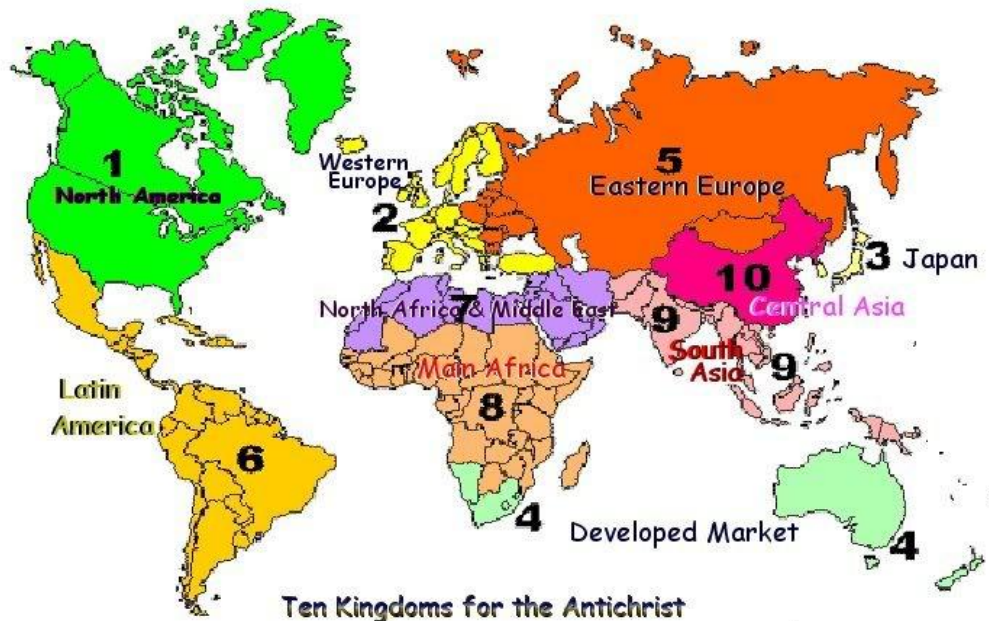 1
North America
Western
Europe
2
5
Eastern Europe
3 Japan
10
Central Asia
7
North Africa & Middle East
9
South
Asia
9
Main Africa
8
Latin
America
6
4
Developed Market
4
Ten Kingdoms for the Antichrist